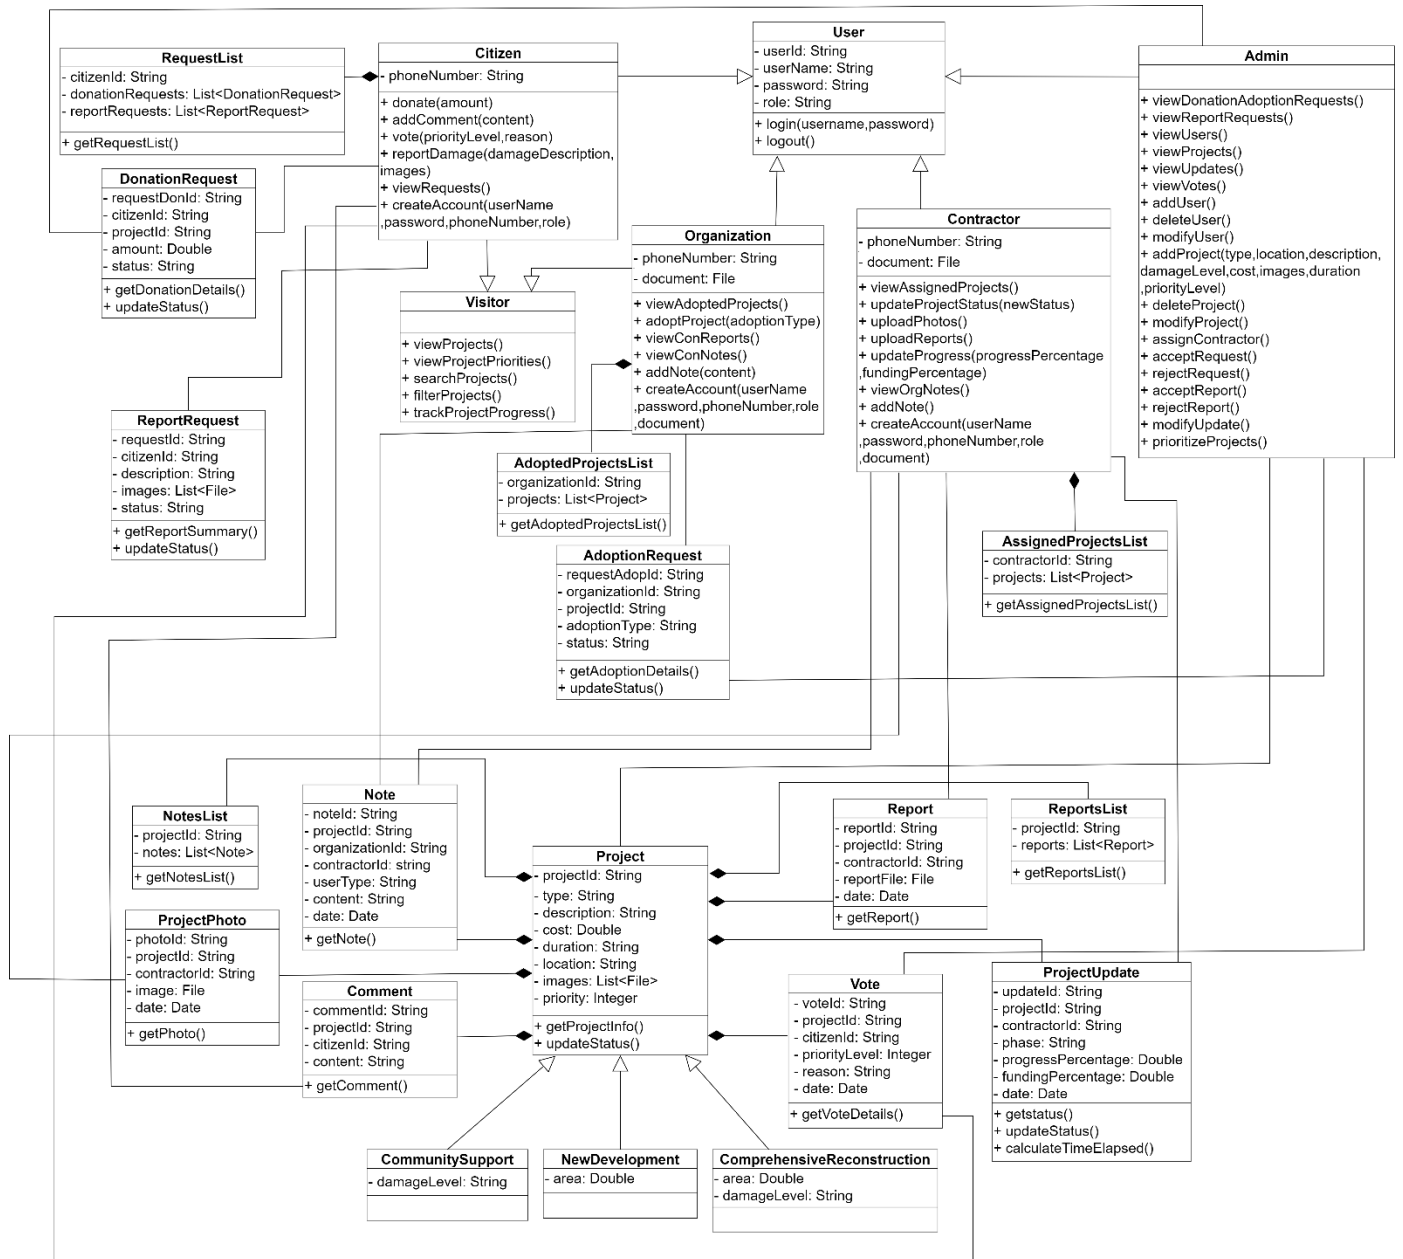 User
- userId: String
- userName: String
- password: String
- role: String
+ login(username,password)
+ logout()
RequestList
- citizenId: String
- donationRequests: List<DonationRequest>
- reportRequests: List<ReportRequest>
+ getRequestList()
Citizen
- phoneNumber: String
+ donate(amount)
+ addComment(content)
+ vote(priorityLevel,reason)
+ reportDamage(damageDescription,
images)
+ viewRequests()
+ createAccount(userName
,password,phoneNumber,role)
Admin
+ viewDonationAdoptionRequests()
+ viewReportRequests()
+ viewUsers()
+ viewProjects()
+ viewUpdates()
+ viewVotes()
+ addUser()
+ deleteUser()
+ modifyUser()
+ addProject(type,location,description,
damageLevel,cost,images,duration
,priorityLevel)
+ deleteProject()
+ modifyProject()
+ assignContractor()
+ acceptRequest()
+ rejectRequest()
+ acceptReport()
+ rejectReport()
+ modifyUpdate()
+ prioritizeProjects()
DonationRequest
- requestDonId: String
- citizenId: String
- projectId: String
- amount: Double
- status: String
+ getDonationDetails()
+ updateStatus()
Organization
- phoneNumber: String
- document: File
+ viewAdoptedProjects()
+ adoptProject(adoptionType)
+ viewConReports()
+ viewConNotes()
+ addNote(content)
+ createAccount(userName
,password,phoneNumber,role
,document)
Contractor
- phoneNumber: String
- document: File
+ viewAssignedProjects()
+ updateProjectStatus(newStatus)
+ uploadPhotos()
+ uploadReports()
+ updateProgress(progressPercentage
,fundingPercentage)
+ viewOrgNotes()
+ addNote()
+ createAccount(userName
,password,phoneNumber,role
,document)
Visitor
+ viewProjects()
+ viewProjectPriorities()
+ searchProjects()
+ filterProjects()
+ trackProjectProgress()
ReportRequest
- requestId: String
- citizenId: String
- description: String
- images: List<File>
- status: String
+ getReportSummary()
+ updateStatus()
AdoptedProjectsList
- organizationId: String
- projects: List<Project>
+ getAdoptedProjectsList()
AssignedProjectsList
- contractorId: String
- projects: List<Project>
+ getAssignedProjectsList()
AdoptionRequest
- requestAdopId: String
- organizationId: String
- projectId: String
- adoptionType: String
- status: String
+ getAdoptionDetails()
+ updateStatus()
NotesList
- projectId: String
- notes: List<Note>
+ getNotesList()
Note
- noteId: String
- projectId: String
- organizationId: String
- contractorId: string
- userType: String
- content: String
- date: Date
+ getNote()
Report
- reportId: String
- projectId: String
- contractorId: String
- reportFile: File
- date: Date
+ getReport()
ReportsList
- projectId: String
- reports: List<Report>
+ getReportsList()
Project
- projectId: String
- type: String
- description: String
- cost: Double
- duration: String
- location: String
- images: List<File>
- priority: Integer
+ getProjectInfo()
+ updateStatus()
ProjectPhoto
- photoId: String
- projectId: String
- contractorId: String
- image: File
- date: Date
+ getPhoto()
Comment
- commentId: String
- projectId: String
- citizenId: String
- content: String
+ getComment()
Vote
- voteId: String
- projectId: String
- citizenId: String
- priorityLevel: Integer
- reason: String
- date: Date
+ getVoteDetails()
ProjectUpdate
- updateId: String
- projectId: String
- contractorId: String
- phase: String
- progressPercentage: Double
- fundingPercentage: Double
- date: Date
+ getstatus()
+ updateStatus()
+ calculateTimeElapsed()
CommunitySupport
- damageLevel: String
NewDevelopment
- area: Double
ComprehensiveReconstruction
- area: Double
- damageLevel: String